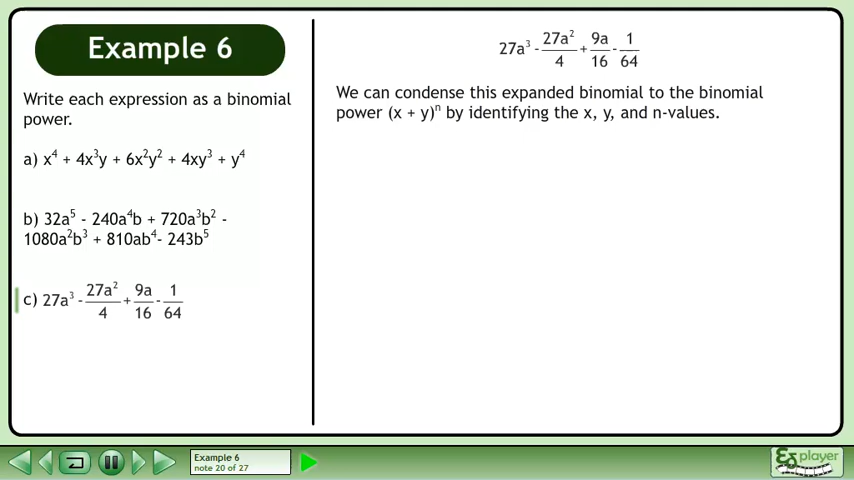 Example 6
Write each expression as a binomial
power.
a) x⁴ + 4x³y + 6x²y² + 4xy³ + y⁴
b) 32a⁵ - 240a⁴b + 720a³b² -
1080a²b³ + 810ab⁴- 243b⁵
c) 27a³ - 27a²/4 + 9a/16 - 1/64
27a³ - 27a²/4 + 9a/16 - 1/64
We can condense this expanded binomial to the binomial
power (x + y)ⁿ by identifying the x, y, and n-values.
Example 6
note 20 of 27
player